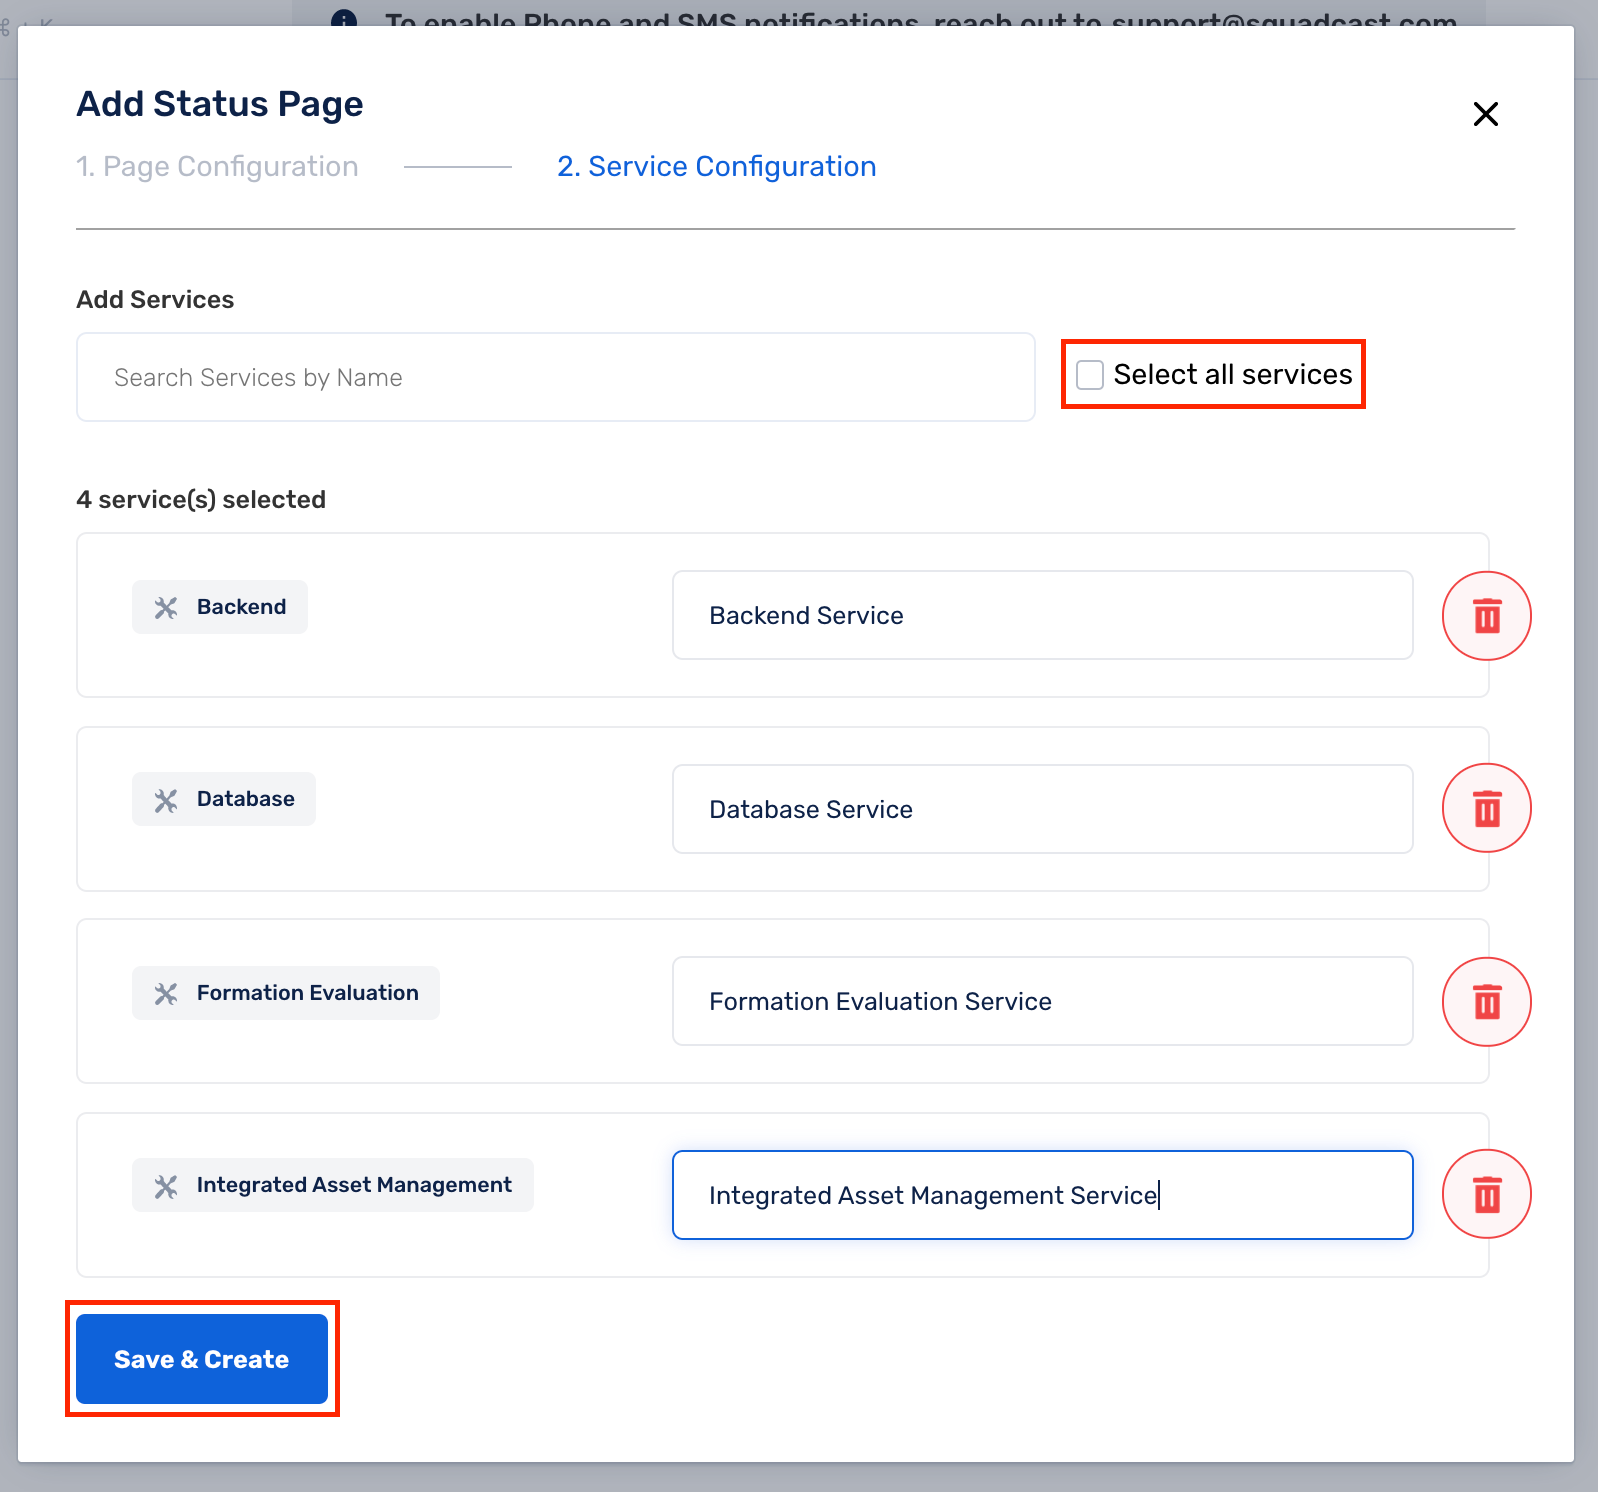 To enable Phone and SMS notifications, reach out to support@squadcast.com
Add Status Page
1. Page Configuration
2. Service Configuration
Add Services
Search Services by Name
Select all services
4 service(s) selected
Backend
Backend Service
Database
Database Service
Formation Evaluation
Formation Evaluation Service
Integrated Asset Management
Integrated Asset Management Service
Save & Create